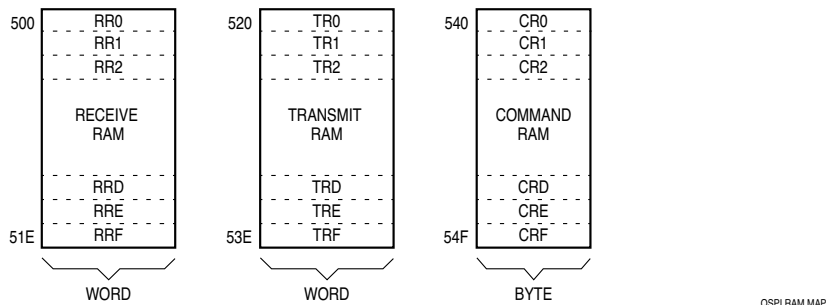 500 RR0 520 TR0 540 CR0
RR1 TR1 CR1
RR2 TR2 CR2
RECEIVE TRANSMIT COMMAND
RAM RAM RAM
RRD TRD CRD
RRE TRE CRE
51E RRF 53E TRF 54F CRF
WORD WORD BYTE
QSPI RAM MAP